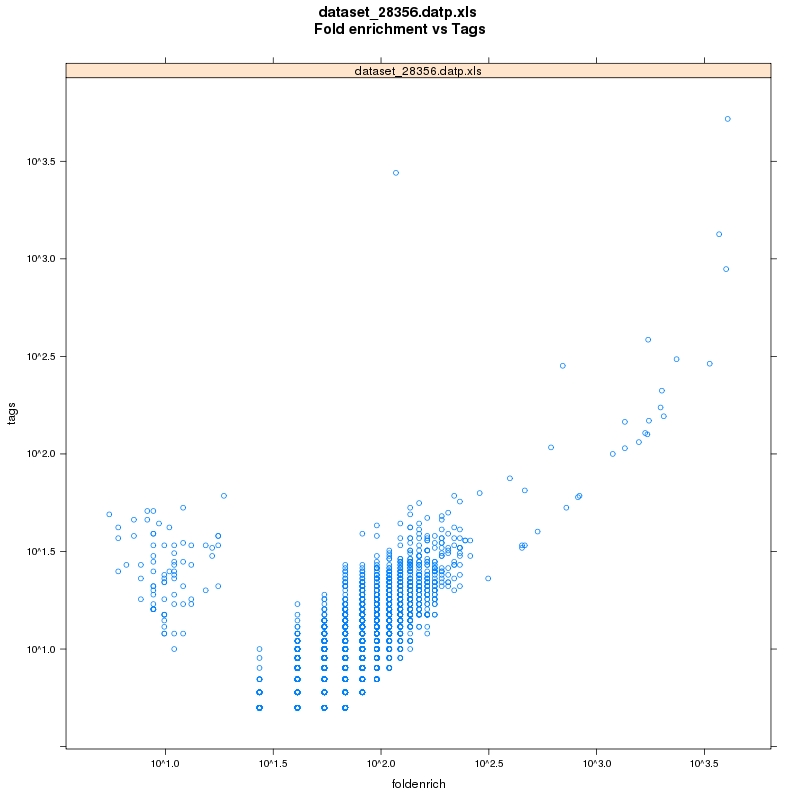 dataset_28356.datp.xls
Fold enrichment vs Tags
dataset_28356.datp.xls
10^3.5
10^3.0
10^2.5
10^2.0
10^1.5
10^1.0
tags
10^1.0 10^1.5 10^2.0 10^2.5 10^3.0 10^3.5
foldenrich